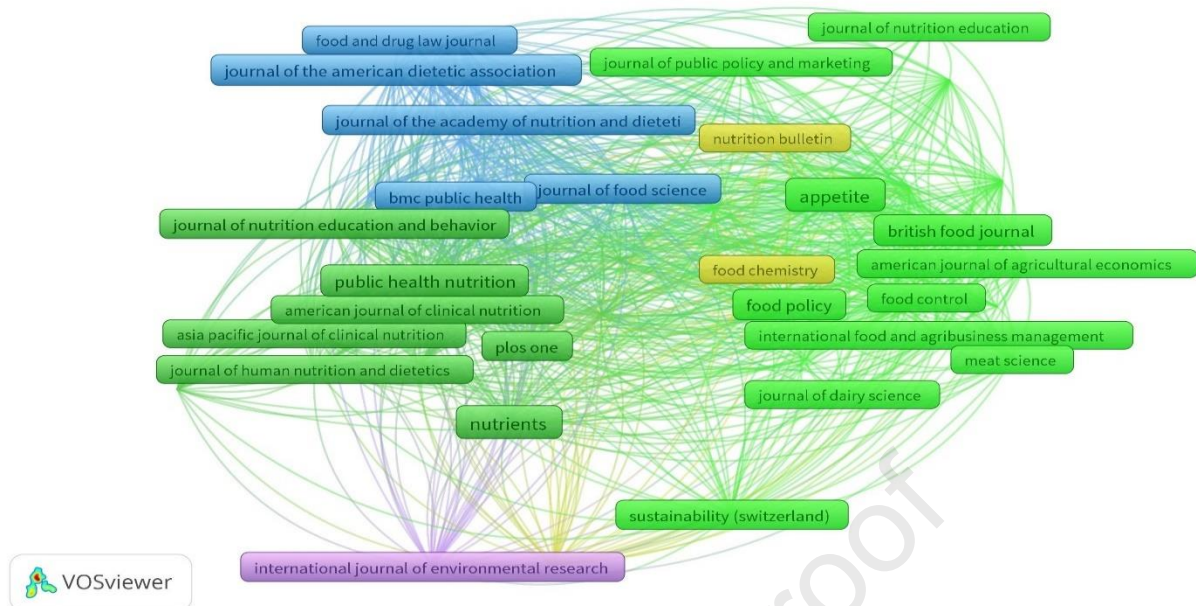 journal of nutrition education
food and drug law journal
journal of public policy and marketing
journal of the american dietetic association
journal of the academy of nutrition and dieteti
nutrition bulletin
journal of food science
bmc public health
appetite
journal of nutrition education and behavior
british food journal
american journal of agricultural economics
food chemistry
public health nutrition
food control
food policy
american journal of clinical nutrition
asia pacific journal of clinical nutrition
international food and agribusiness management
plos one
meat science
journal of human nutrition and dietetics
journal of dairy science
nutrients
sustainability (switzerland)
international journal of environmental research
VOSviewer
roof